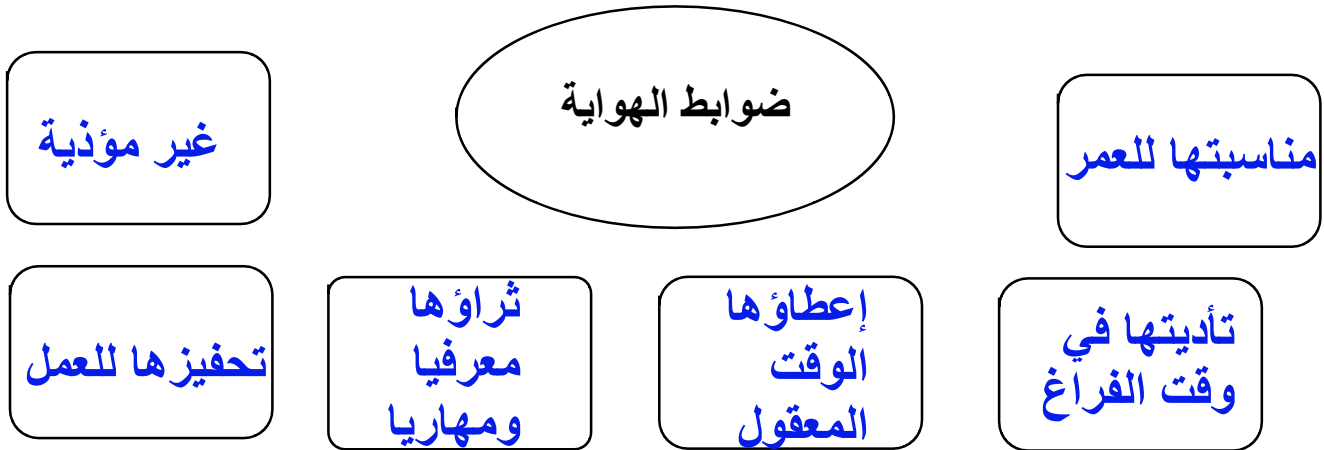 ضوابط الهواية
مناسبتها للعمر
غير مؤذية
تأديتها في
وقت الفراغ
إعطاؤها
الوقت
المعقول
ثراؤها
معرفيا
ومهاريا
تحفيزها للعمل